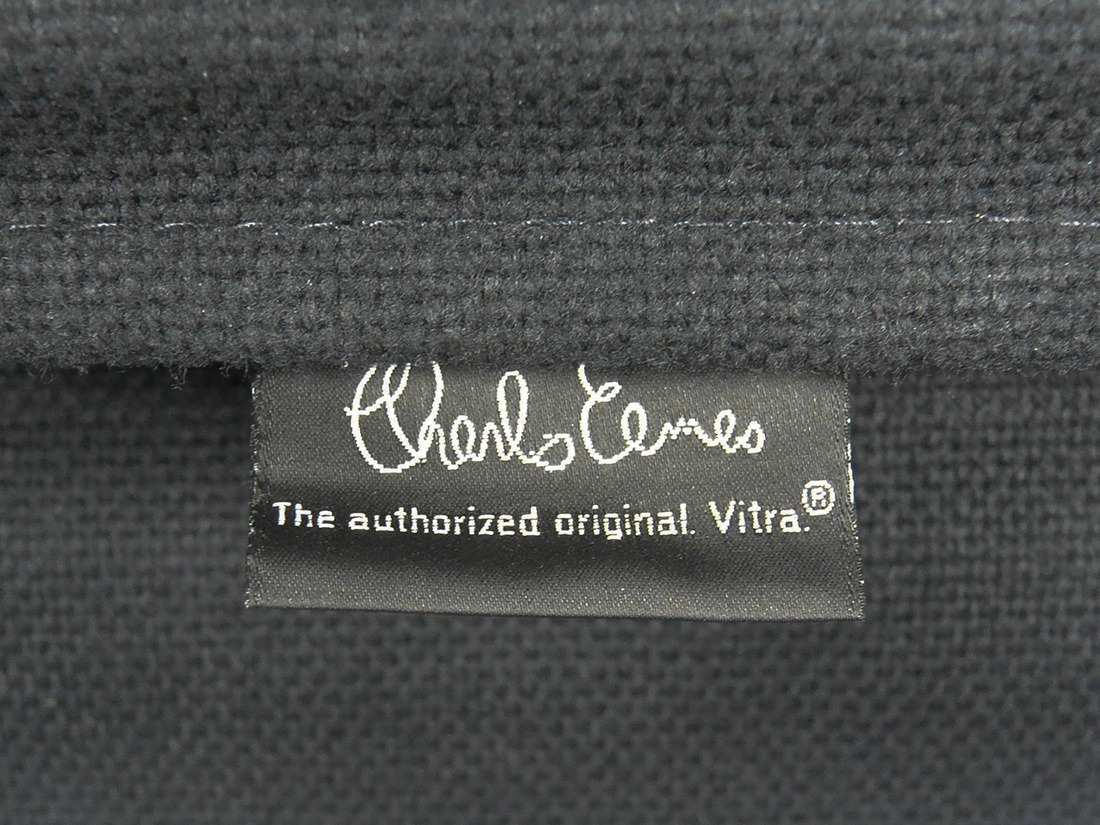 Charles Eames
The authorized original. Vitra.®